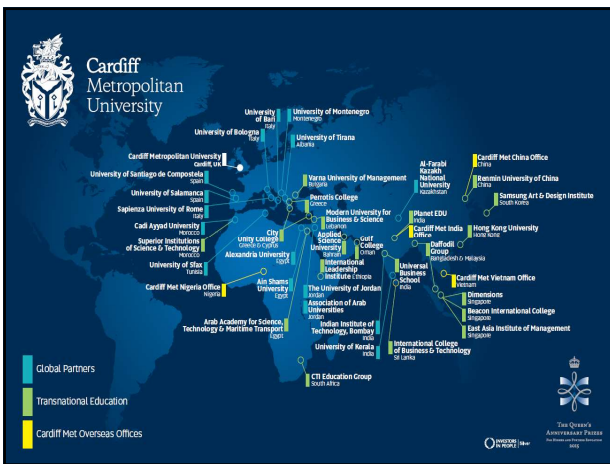 Cardiff
Metropolitan
University
University
of Bari
Italy
University of Montenegro
Montenegro
University of Bologna
Italy
University of Tirana
Albania
Cardiff Metropolitan University
Cardiff, UK
University of Santiago de Compostela
Spain
University of Salamanca
Spain
Sapienza University of Rome
Italy
Cadi Ayyad University
Morocco
Superior Institutions
of Science & Technology
Morocco
University of Sfax
Tunisia
Cardiff Met Nigeria Office
Nigeria
Varna University of Management
Bulgaria
Perrotis College
Greece
Modern University for
Business & Science
Lebanon
City
Unity College
Greece & Cyprus
Alexandria University
Egypt
Applied
Science
University
Bahrain
Gulf
College
Oman
International
Leadership
Institute Ethiopia
Ain Shams
University
Egypt
The University of Jordan
Jordan
Association of Arab
Universities
Jordan
Arab Academy for Science,
Technology & Maritime Transport
Egypt
Indian Institute of
Technology, Bombay
India
University of Kerala
India
CTI Education Group
South Africa
Al-Farabi
Kazakh
National
University
Kazakhstan
Planet EDU
India
Cardiff Met India
Office
Universal
Business
School
India
International College
of Business & Technology
Sri Lanka
Cardiff Met China Office
China
Renmin University of China
China
Samsung Art & Design Institute
South Korea
Hong Kong University
Hong Kong
Daffodil
Group
Bangladesh & Malaysia
Cardiff Met Vietnam Office
Vietnam
Dimensions
Singapore
Beacon International College
Singapore
East Asia Institute of Management
Singapore
Global Partners
Transnational Education
Cardiff Met Overseas Offices
INVESTORS
IN PEOPLE
Silver
The Queen's
Anniversary Prizes
For Higher and Further Education
2015